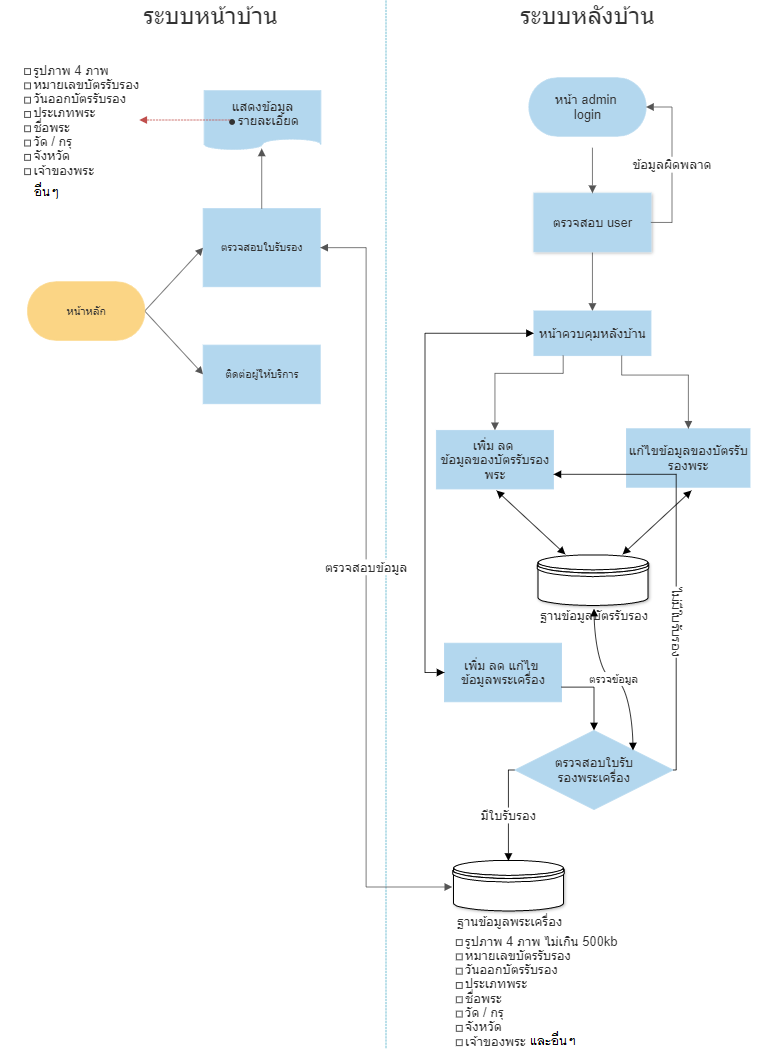 ระบบหน้าบ้าน
ระบบหลังบ้าน
รูปภาพ 4 ภาพ
หมายเลขบัตรรับรอง
วันออกบัตรรับรอง
ประเภทพระ
ชื่อพระ
วัด / กรุ
จังหวัด
เจ้าของพระ
อื่นๆ
แสดงข้อมูล
รายละเอียด
ตรวจสอบใบรับรอง
หน้าหลัก
ติดต่อผู้ให้บริการ
ตรวจสอบข้อมูล
หน้า admin
login
ข้อมูลผิดพลาด
ตรวจสอบ user
หน้าควบคุมหลังบ้าน
เพิ่ม ลด
ข้อมูลของบัตรรับรอง
พระ
แก้ไขข้อมูลของบัตรรับ
รองพระ
ฐานข้อมูลบัตรรับรอง
ไม่มีใบรับรอง
เพิ่ม ลด แก้ไข
ข้อมูลพระเครื่อง
ตรวจข้อมูล
ตรวจสอบใบรับ
รองพระเครื่อง
มีใบรับรอง
ฐานข้อมูลพระเครื่อง
รูปภาพ 4 ภาพ ไม่เกิน 500kb
หมายเลขบัตรรับรอง
วันออกบัตรรับรอง
ประเภทพระ
ชื่อพระ
วัด / กรุ
จังหวัด
เจ้าของพระ และอื่นๆ